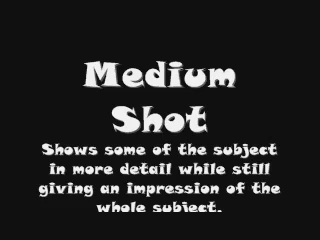 Medium
Shot
Shows some of the subject
in more detail while still
giving an impression of the
whole subject.